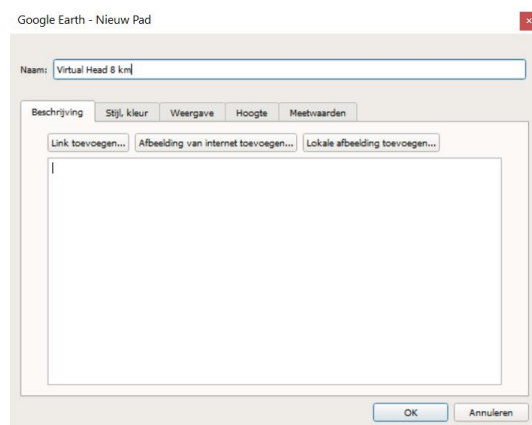 Google Earth - Nieuw Pad
Naam: Virtual Head 8 km
Beschrijving Stijl, kleur Weergave Hoogte Meetwaarden
Link toevoegen... Afbeelding van internet toevoegen... Lokale afbeelding toevoegen...
OK Annuleren